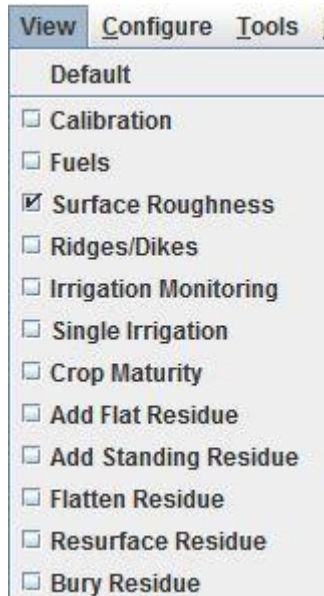 View Configure Tools
Default
Calibration
Fuels
Surface Roughness
Ridges/Dikes
Irrigation Monitoring
Single Irrigation
Crop Maturity
Add Flat Residue
Add Standing Residue
Flatten Residue
Resurface Residue
Bury Residue